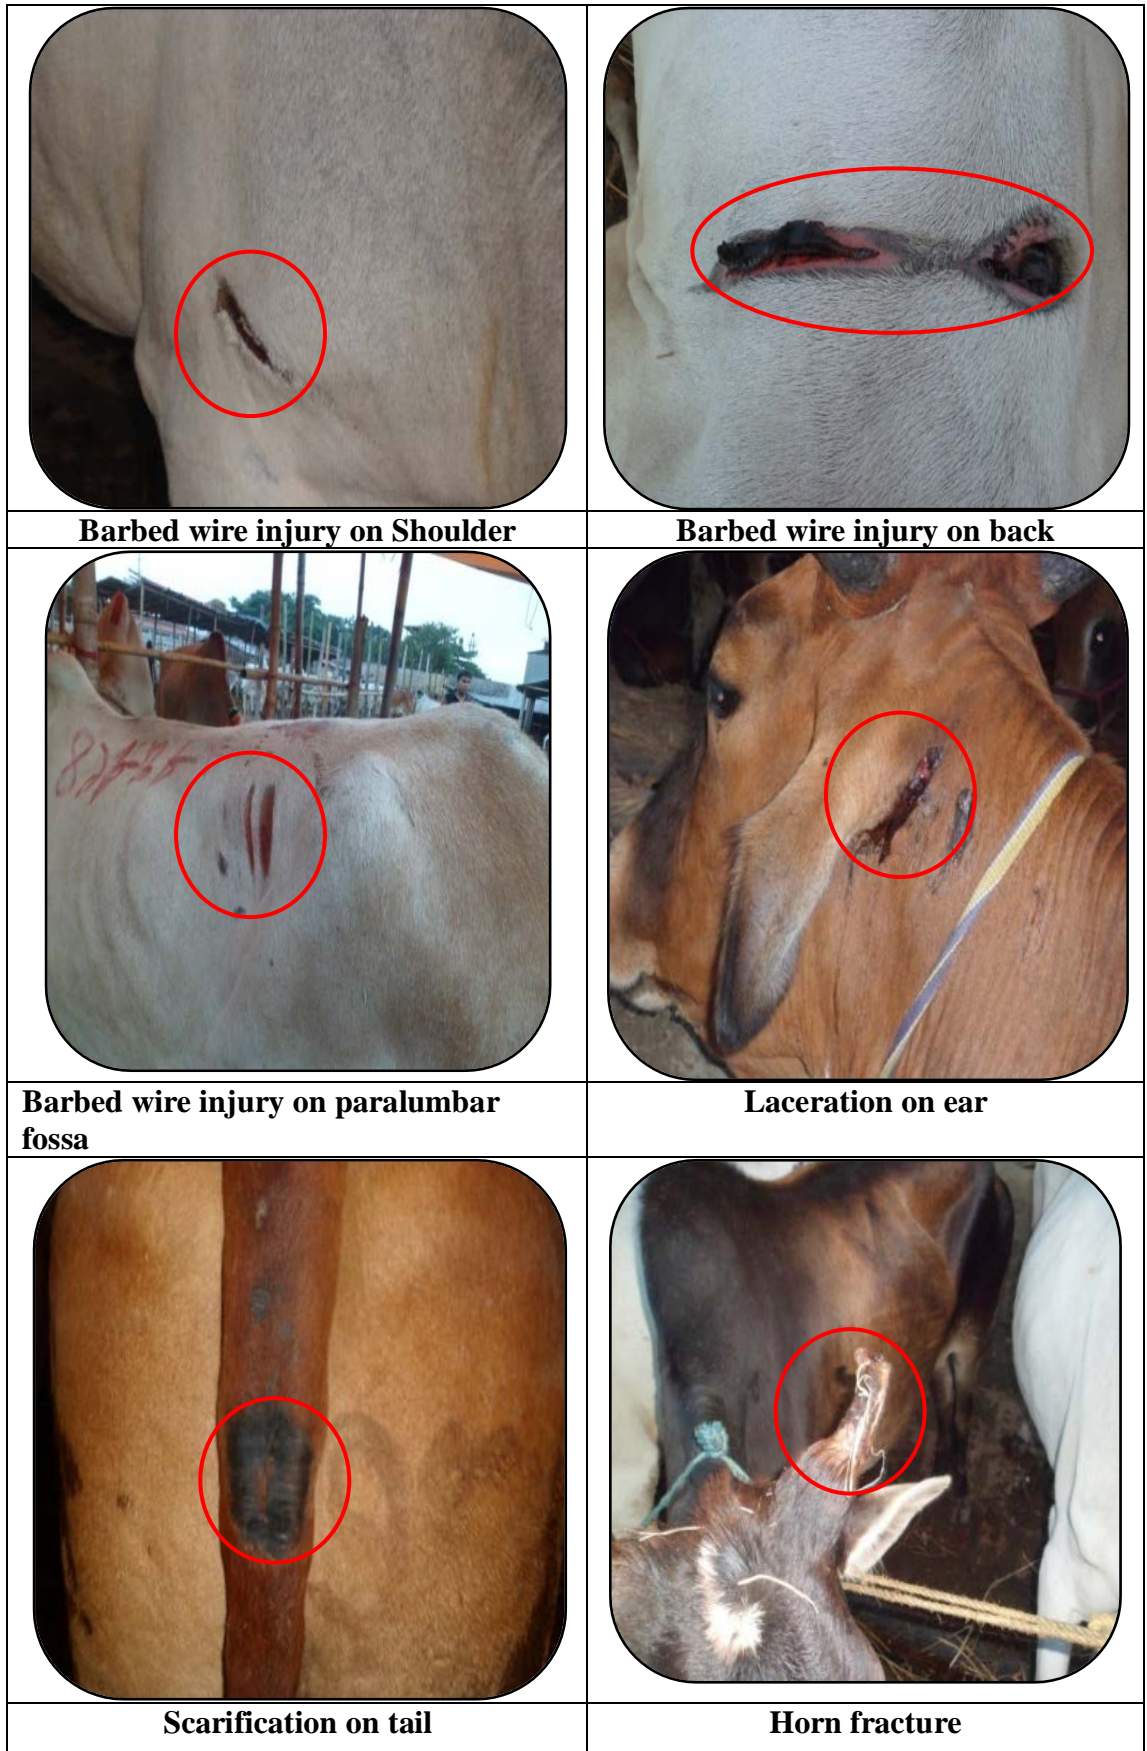 Barbed wire injury on Shoulder
Barbed wire injury on back
Barbed wire injury on paralumbar
fossa
Laceration on ear
Scarification on tail
Horn fracture